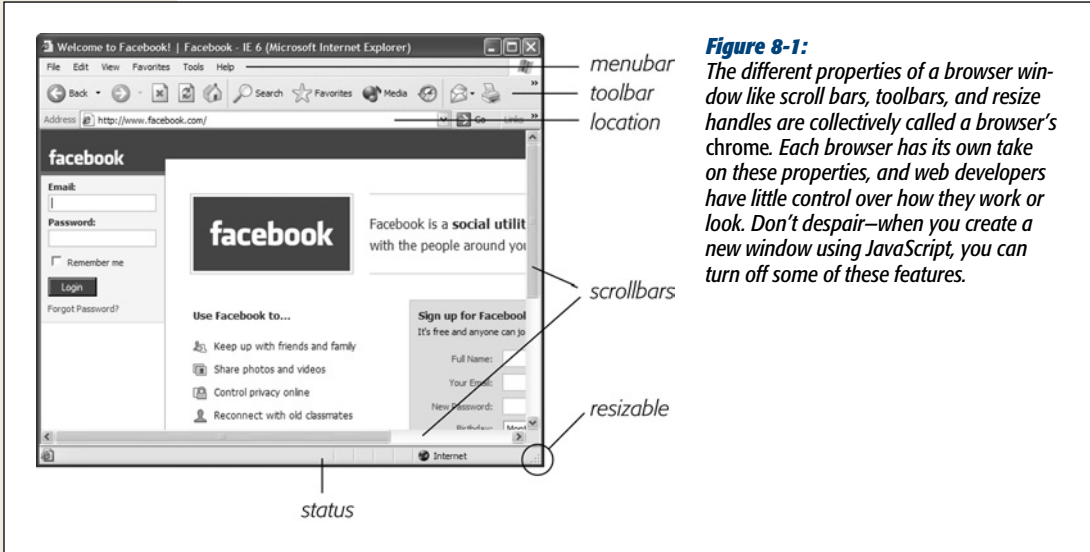 Welcome to Facebook! | Facebook - IE 6 (Microsoft Internet Explorer)
File Edit View Favorites Tools Help
Back Search Favorites Media
Address http://www.facebook.com/ Go Links
facebook
Email:
Password:
Remember me
Login
Forgot Password?
facebook
Facebook is a social utilit
with the people around you
Use Facebook to...
Keep up with friends and family
Share photos and videos
Control privacy online
Reconnect with old classmates
Sign up for Facebool
It's free and anyone can jo
Full Name:
Your Email:
New Password:
Birthday: Mont
Internet
menubar
toolbar
location
scrollbars
resizable
status
Figure 8-1:
The different properties of a browser win-
dow like scroll bars, toolbars, and resize
handles are collectively called a browser's
chrome. Each browser has its own take
on these properties, and web developers
have little control over how they work or
look. Don't despair—when you create a
new window using JavaScript, you can
turn off some of these features.